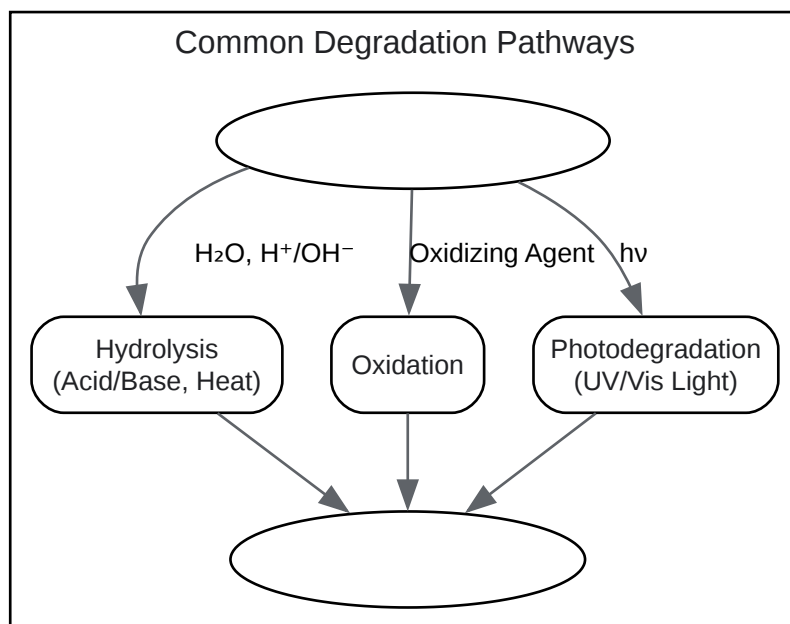 Common Degradation Pathways
H₂O, H⁺/OH⁻
Oxidizing Agent
hν
Hydrolysis
(Acid/Base, Heat)
Oxidation
Photodegradation
(UV/Vis Light)